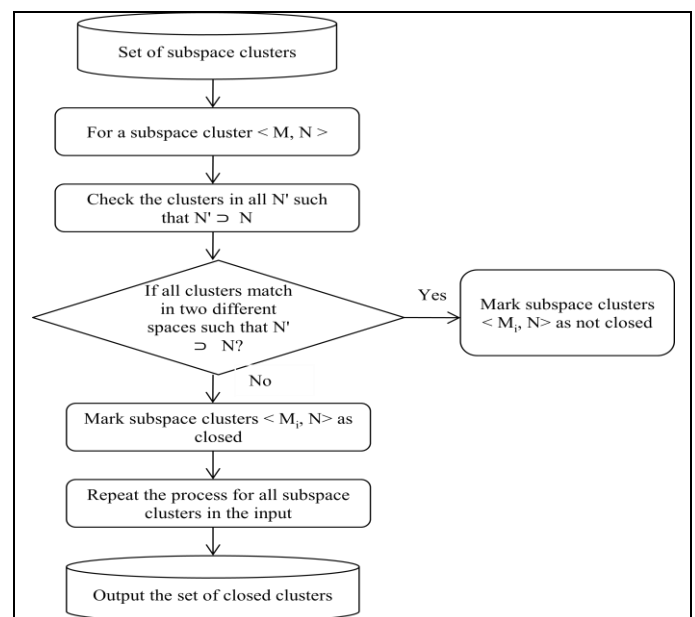 Set of subspace clusters
For a subspace cluster < M, N >
Check the clusters in all N' such
that N' ⊃ N
If all clusters match
in two different
spaces such that N'
⊃ N?
Yes
Mark subspace clusters
< Mᵢ, N> as not closed
No
Mark subspace clusters < Mᵢ, N> as
closed
Repeat the process for all subspace
clusters in the input
Output the set of closed clusters